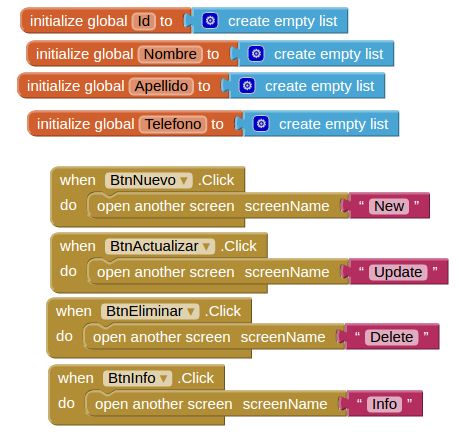 initialize global Id to create empty list
initialize global Nombre to create empty list
initialize global Apellido to create empty list
initialize global Telefono to create empty list
when BtnNuevo .Click
do open another screen screenName “ New ”
when BtnActualizar .Click
do open another screen screenName “ Update ”
when BtnEliminar .Click
do open another screen screenName “ Delete ”
when BtnInfo .Click
do open another screen screenName “ Info ”